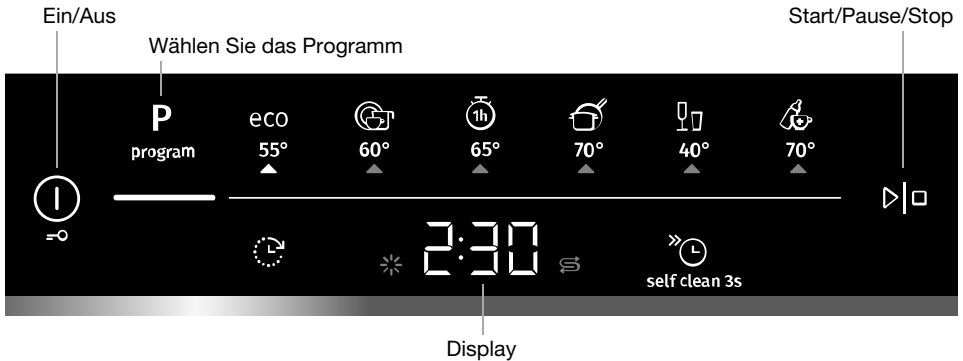 Ein/Aus
Start/Pause/Stop
Wählen Sie das Programm
P
program
eco
1h
55°
60°
65°
70°
40°
70°
2:30
self clean 3s
Display